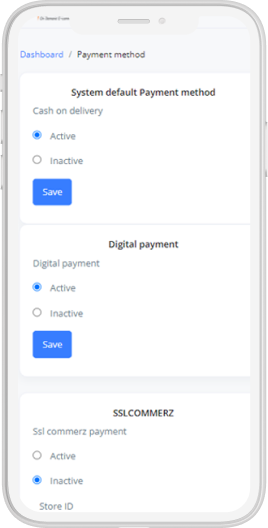 Dashboard / Payment method
System default Payment method
Cash on delivery
Active
Inactive
Save
Digital payment
Digital payment
Active
Inactive
Save
SSLCOMMERZ
Ssl commerz payment
Active
Inactive
Store ID